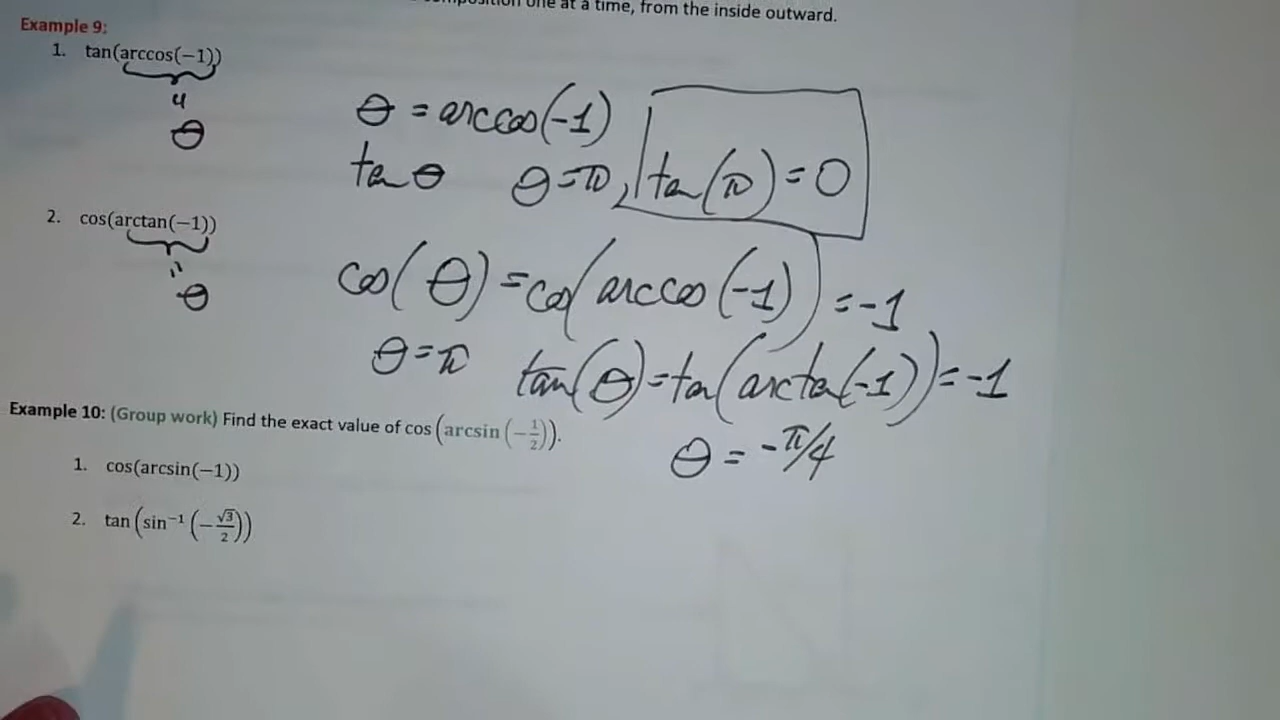 one at a time, from the inside outward.
Example 9:
1. tan(arccos(−1))
θ
θ = arccos(-1)
tan θ θ=π, tan(π)=0
2. cos(arctan(−1))
θ
cos(θ)=cos(arccos(-1))=-1
θ=π tan(θ)=tan(arctan(-1))=-1
θ = -π/4
Example 10: (Group work) Find the exact value of cos(arcsin(−1/2)).
1. cos(arcsin(−1))
2. tan(sin⁻¹(−√3/2))